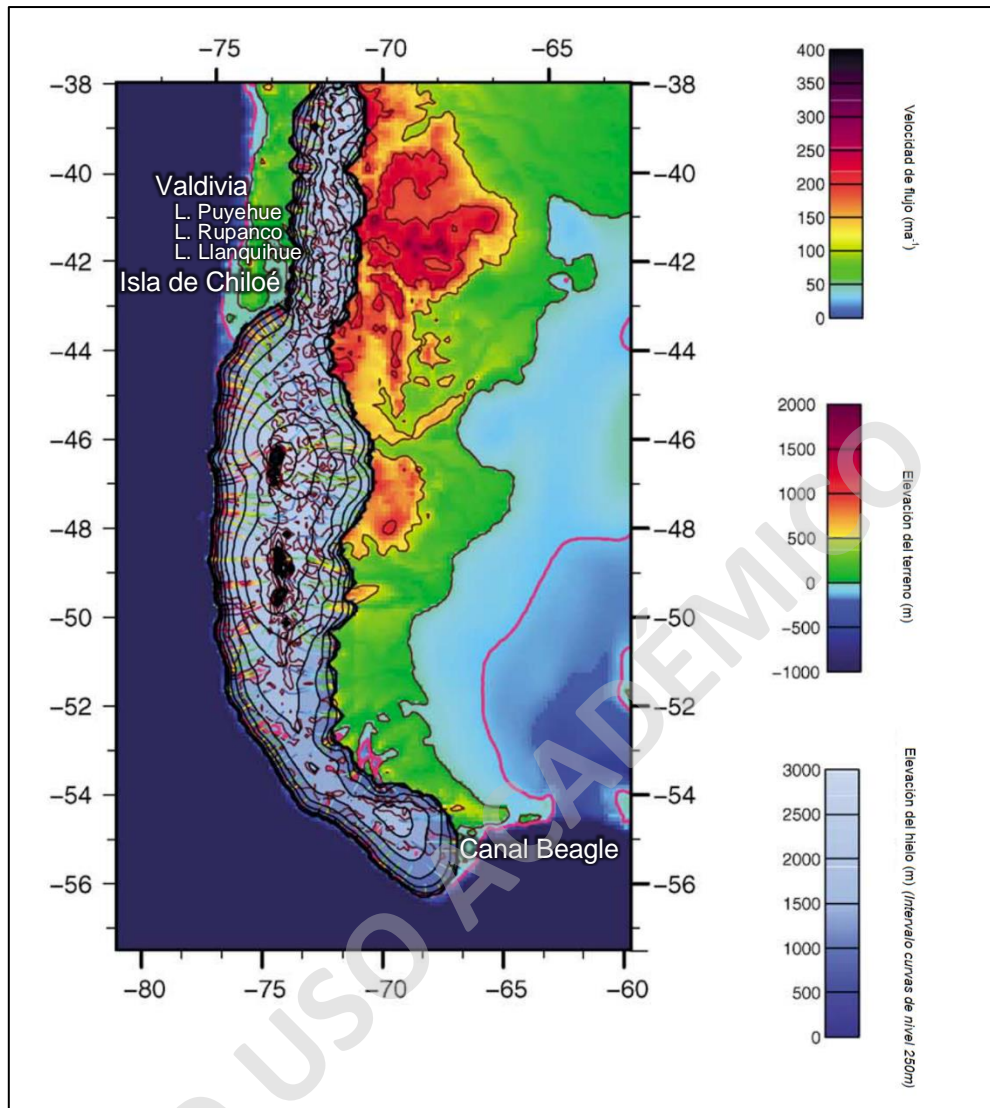 −75 −70 −65
−38 −38
−40 −40
−42 −42
−44 −44
−46 −46
−48 −48
−50 −50
−52 −52
−54 −54
−56 −56
−80 −75 −70 −65 −60
Valdivia
L. Puyehue
L. Rupanco
L. Llanquihue
Isla de Chiloé
Canal Beagle
400
350
300
250
200
150
100
50
0
Velocidad de flujo (ma⁻¹)
2000
1500
1000
500
0
−500
−1000
Elevación del terreno (m)
3000
2500
2000
1500
1000
500
0
Elevación del hielo (m) (Intervalo curvas de nivel 250m)
USO ACADÉMICO